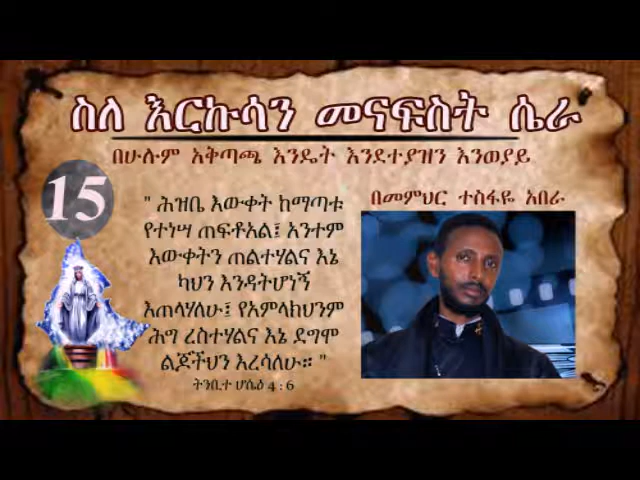 ስለ እርኩሳን መናፍስት ሴራ
በሁሉም አቅጣጫ እንዴት እንደተያዝን እንወያይ
15
በመምህር ተስፋዬ አበራ
" ሕዝቤ እውቀት ከማጣቱ
የተነሣ ጠፍቶአል፤ አንተም
እውቀትን ጠልተሃልና እኔ
ካህን እንዳትሆነኝ
እጠላሃለሁ፤ የአምላክህንም
ሕግ ረስተሃልና እኔ ደግሞ
ልጆችህን እረሳለሁ። "
ትንቢተ ሆሴዕ 4 : 6